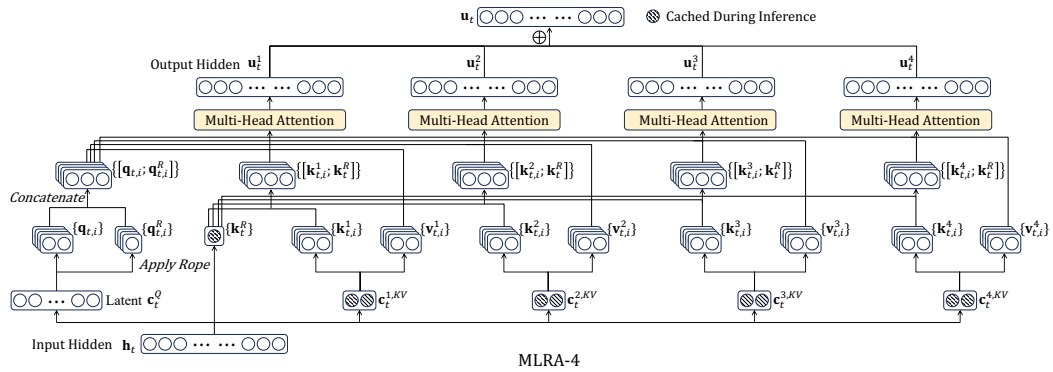 u_t ... ... Cached During Inference
⊕
Output Hidden u_t^1 u_t^2 u_t^3 u_t^4
... ... ... ... ... ... ... ...
Multi-Head Attention Multi-Head Attention Multi-Head Attention Multi-Head Attention
{[q_{t,i}; q_{t,i}^R]} {[k_{t,i}^1; k_t^R]} {[k_{t,i}^2; k_t^R]} {[k_{t,i}^3; k_t^R]} {[k_{t,i}^4; k_t^R]}
Concatenate
{q_{t,i}} {q_{t,i}^R} {k_t^R} {k_{t,i}^1} {v_{t,i}^1} {k_{t,i}^2} {v_{t,i}^2} {k_{t,i}^3} {v_{t,i}^3} {k_{t,i}^4} {v_{t,i}^4}
Apply Rope
... Latent c_t^Q c_t^{1,KV} c_t^{2,KV} c_t^{3,KV} c_t^{4,KV}
Input Hidden h_t ... ...
MLRA-4